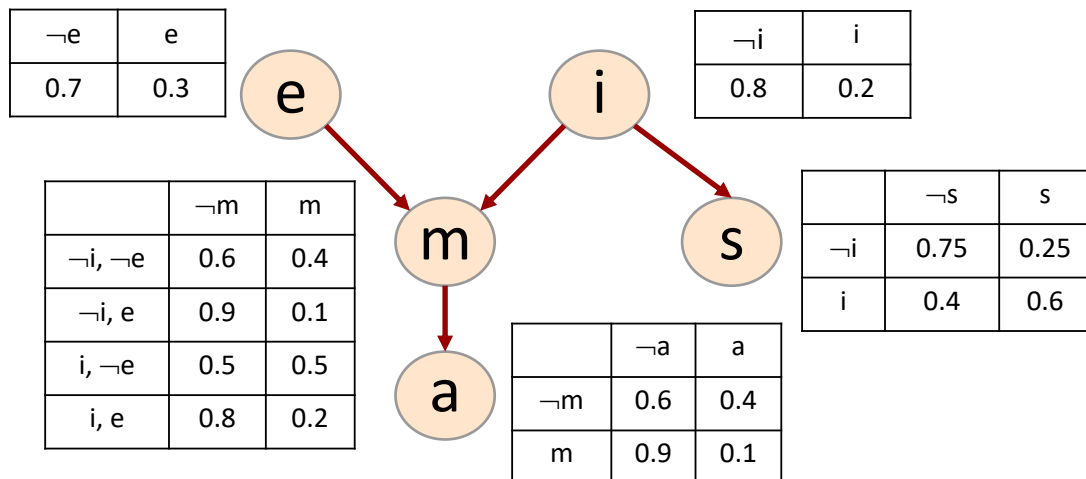 ¬e e
0.7 0.3
e
i
¬i i
0.8 0.2
¬m m
¬i, ¬e 0.6 0.4
¬i, e 0.9 0.1
i, ¬e 0.5 0.5
i, e 0.8 0.2
m
s
¬s s
¬i 0.75 0.25
i 0.4 0.6
a
¬a a
¬m 0.6 0.4
m 0.9 0.1